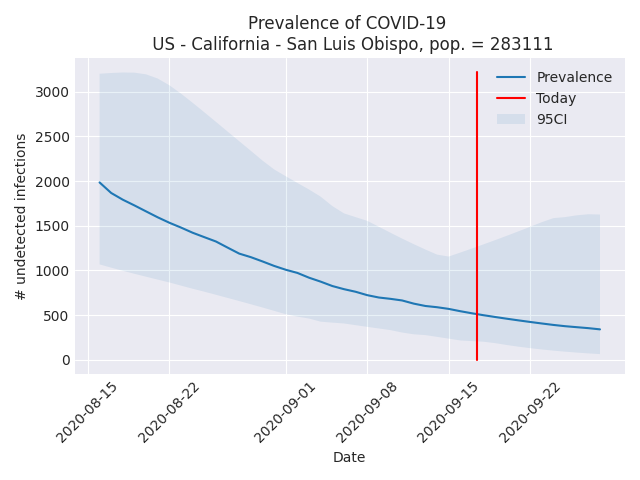 Prevalence of COVID-19
US - California - San Luis Obispo, pop. = 283111
Prevalence
Today
95CI
3000
2500
2000
1500
1000
500
0
# undetected infections
2020-08-15
2020-08-22
2020-09-01
2020-09-08
2020-09-15
2020-09-22
Date